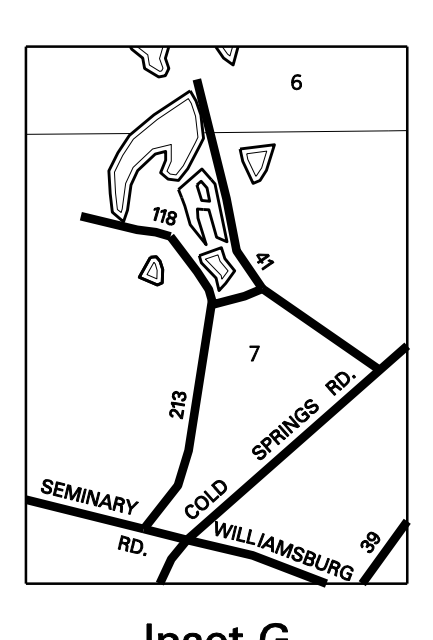 6
118
41
7
213
SPRINGS RD.
COLD
SEMINARY RD.
WILLIAMSBURG
39
Inset G